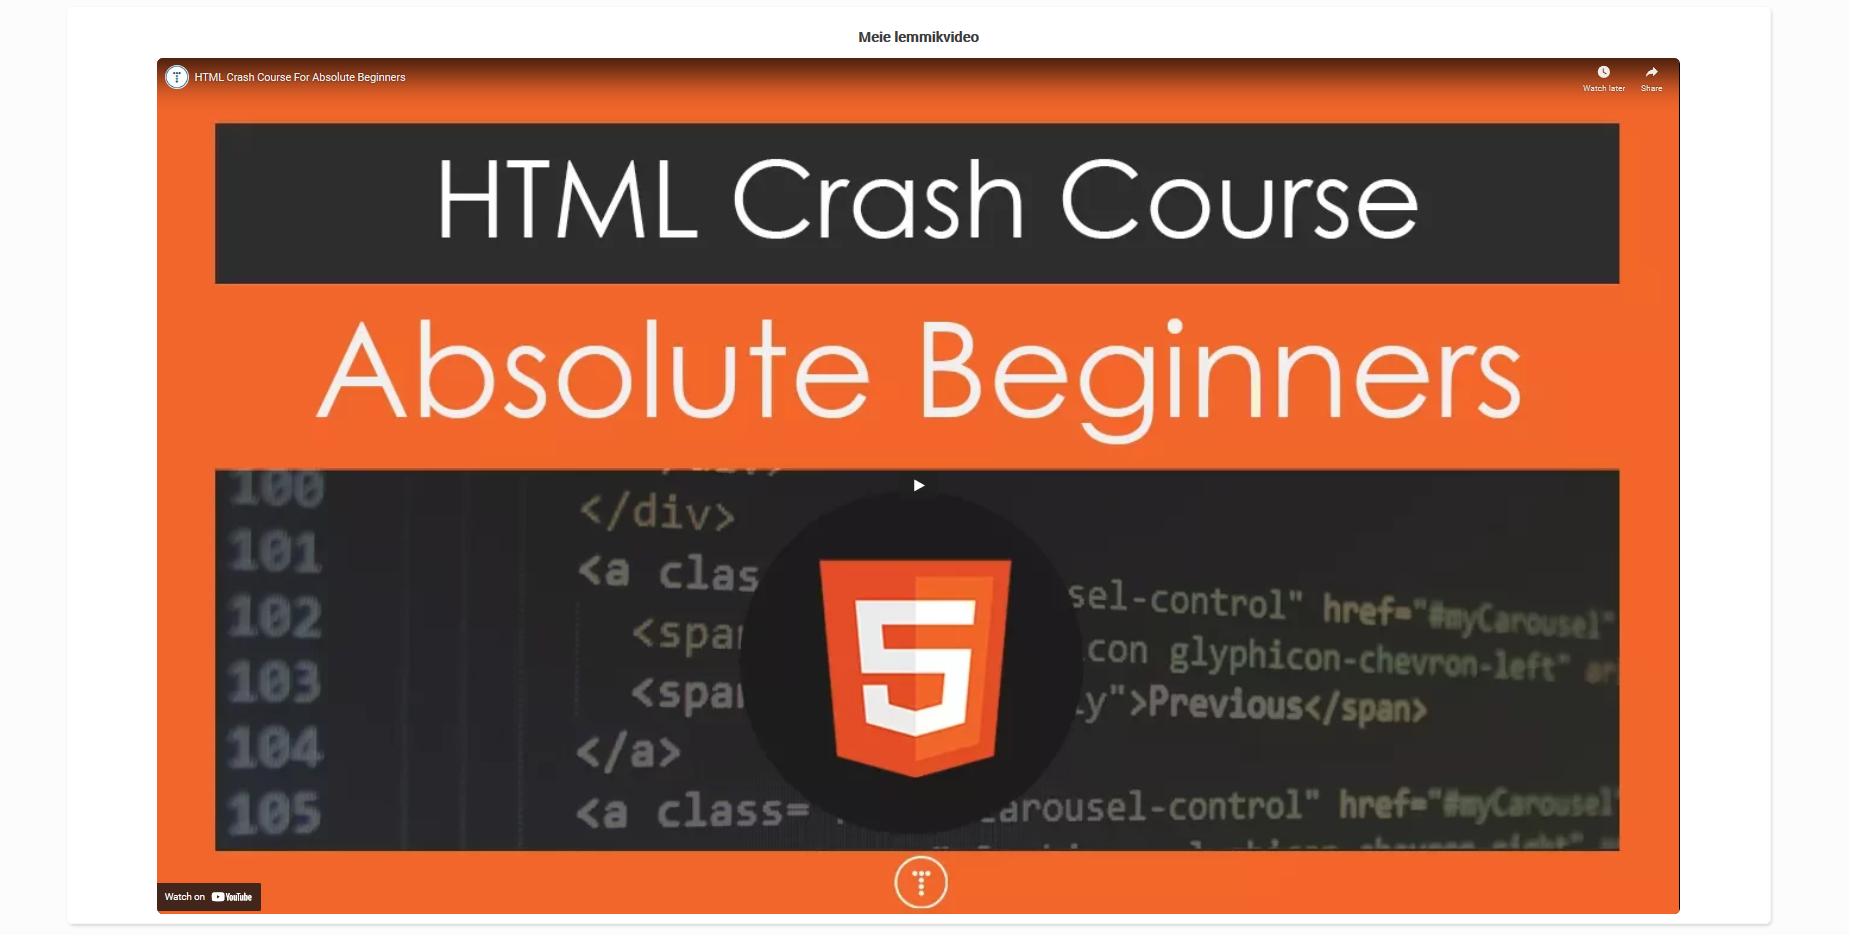 Meie lemmikvideo
HTML Crash Course For Absolute Beginners
Watch later
Share
HTML Crash Course
Absolute Beginners
100
</div>
101
<a clas
sel-control" href="#myCarousel"
102
<spa
con glyphicon-chevron-left"
103
<spa
y">Previous</span>
104
</a>
105
<a class=
arousel-control" href="#myCarousel"
Watch on YouTube